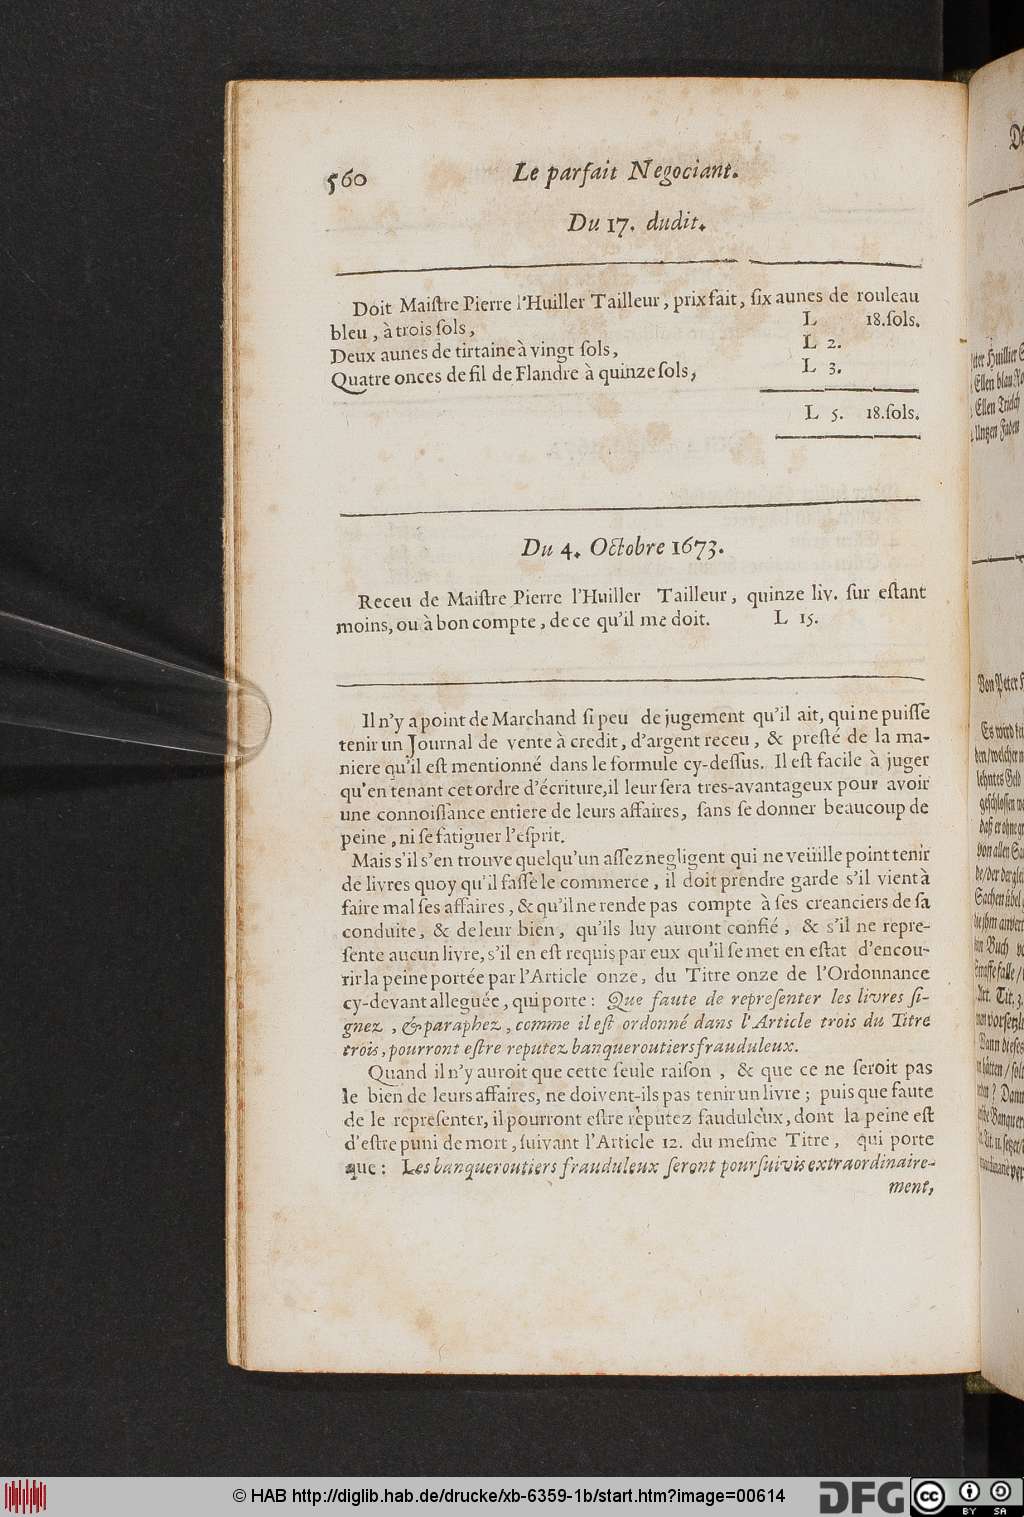 560 Le parfait Negociant.
Du 17. dudit.
Doit Maiſtre Pierre l'Huiller Tailleur, prix fait, ſix aunes de rouleau
bleu, à trois ſols, L 18. ſols.
Deux aunes de tirtaine à vingt ſols, L 2.
Quatre onces de fil de Flandre à quinze ſols, L 3.
L 5. 18. ſols.
Du 4. Octobre 1673.
Receu de Maiſtre Pierre l'Huiller Tailleur, quinze liv. ſur eſtant
moins, ou à bon compte, de ce qu'il me doit. L 15.
Il n'y a point de Marchand ſi peu de jugement qu'il ait, qui ne puiſſe
tenir un Journal de vente à credit, d'argent receu, & preſté de la ma-
niere qu'il eſt mentionné dans le formule cy-deſſus. Il eſt facile à juger
qu'en tenant cet ordre d'écriture, il leur ſera tres-avantageux pour avoir
une connoiſſance entiere de leurs affaires, ſans ſe donner beaucoup de
peine, ni ſe fatiguer l'eſprit.
Mais s'il s'en trouve quelqu'un aſſez negligent qui ne veüille point tenir
de livres quoy qu'il faſſe le commerce, il doit prendre garde s'il vient à
faire mal ſes affaires, & qu'il ne rende pas compte à ſes creanciers de ſa
conduite, & de leur bien, qu'ils luy auront confié, & s'il ne repre-
ſente aucun livre, s'il en eſt requis par eux qu'il ſe met en eſtat d'encou-
rir la peine portée par l'Article onze, du Titre onze de l'Ordonnance
cy-devant alleguée, qui porte: Que faute de repreſenter les livres ſi-
gnez, & paraphez, comme il eſt ordonné dans l'Article trois du Titre
trois, pourront eſtre reputez banqueroutiers frauduleux.
Quand il n'y auroit que cette ſeule raiſon, & que ce ne ſeroit pas
le bien de leurs affaires, ne doivent-ils pas tenir un livre; puis que faute
de le repreſenter, il pourront eſtre reputez fauduleux, dont la peine eſt
d'eſtre puni de mort, ſuivant l'Article 12. du meſme Titre, qui porte
que: Les banqueroutiers frauduleux ſeront pourſuivis extraordinaire-
ment,
© HAB http://diglib.hab.de/drucke/xb-6359-1b/start.htm?image=00614
DFG
cc BY SA